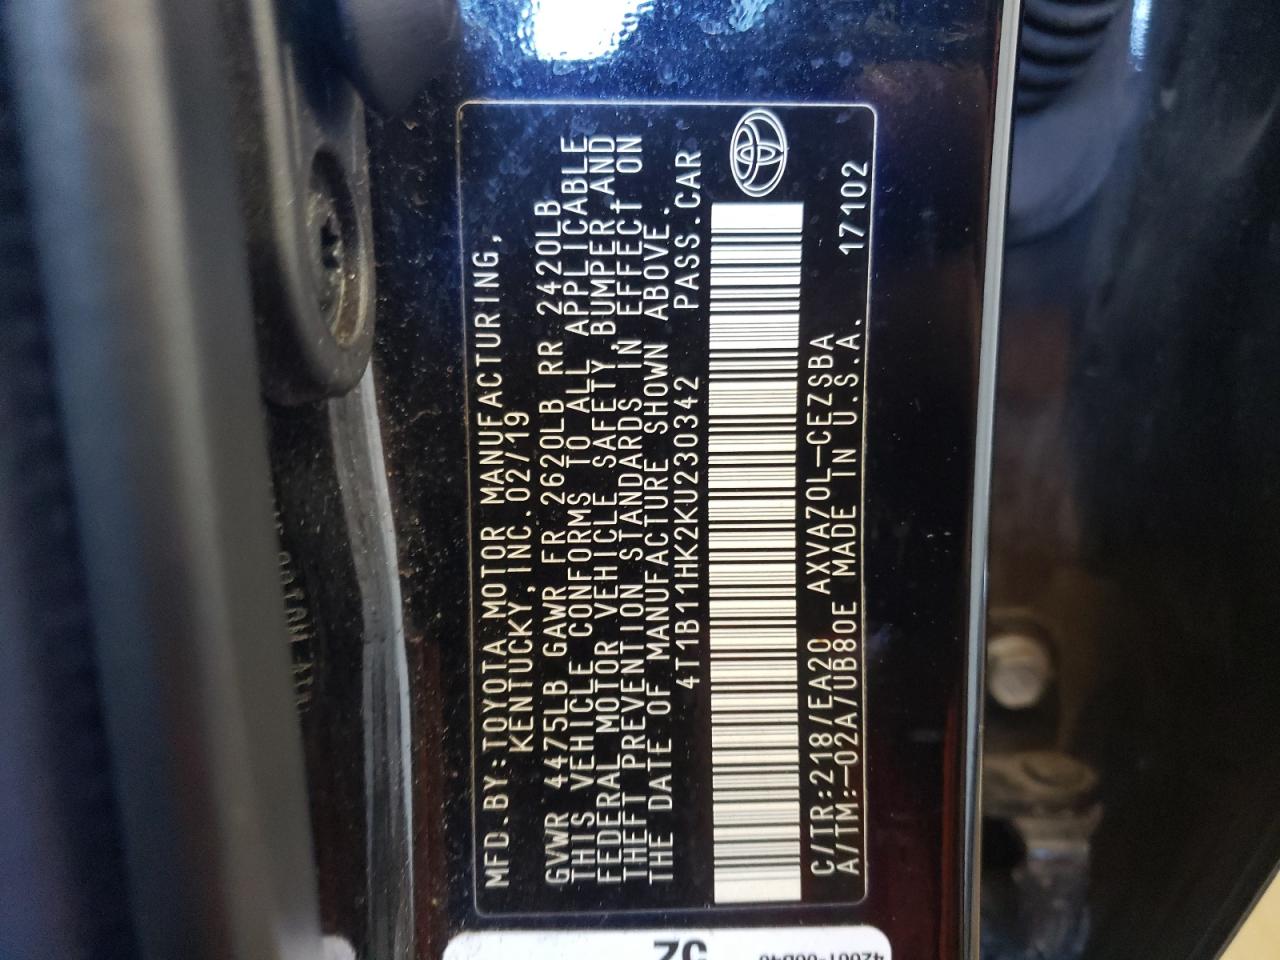 MFD.BY:TOYOTA MOTOR MANUFACTURING,
KENTUCKY,INC.02/19
GVWR 4475LB GAWR FR 2620LB RR 2420LB
THIS VEHICLE CONFORMS TO ALL APPLICABLE
FEDERAL MOTOR VEHICLE SAFETY,BUMPER,AND
THEFT PREVENTION STANDARDS IN EFFECT ON
THE DATE OF MANUFACTURE SHOWN ABOVE.
4T1B11HK2KU230342 PASS.CAR
C/TR:218/EA20 AXVA70L-CEZSBA
A/TM:-02A/UB80E MADE IN U.S.A. 17102